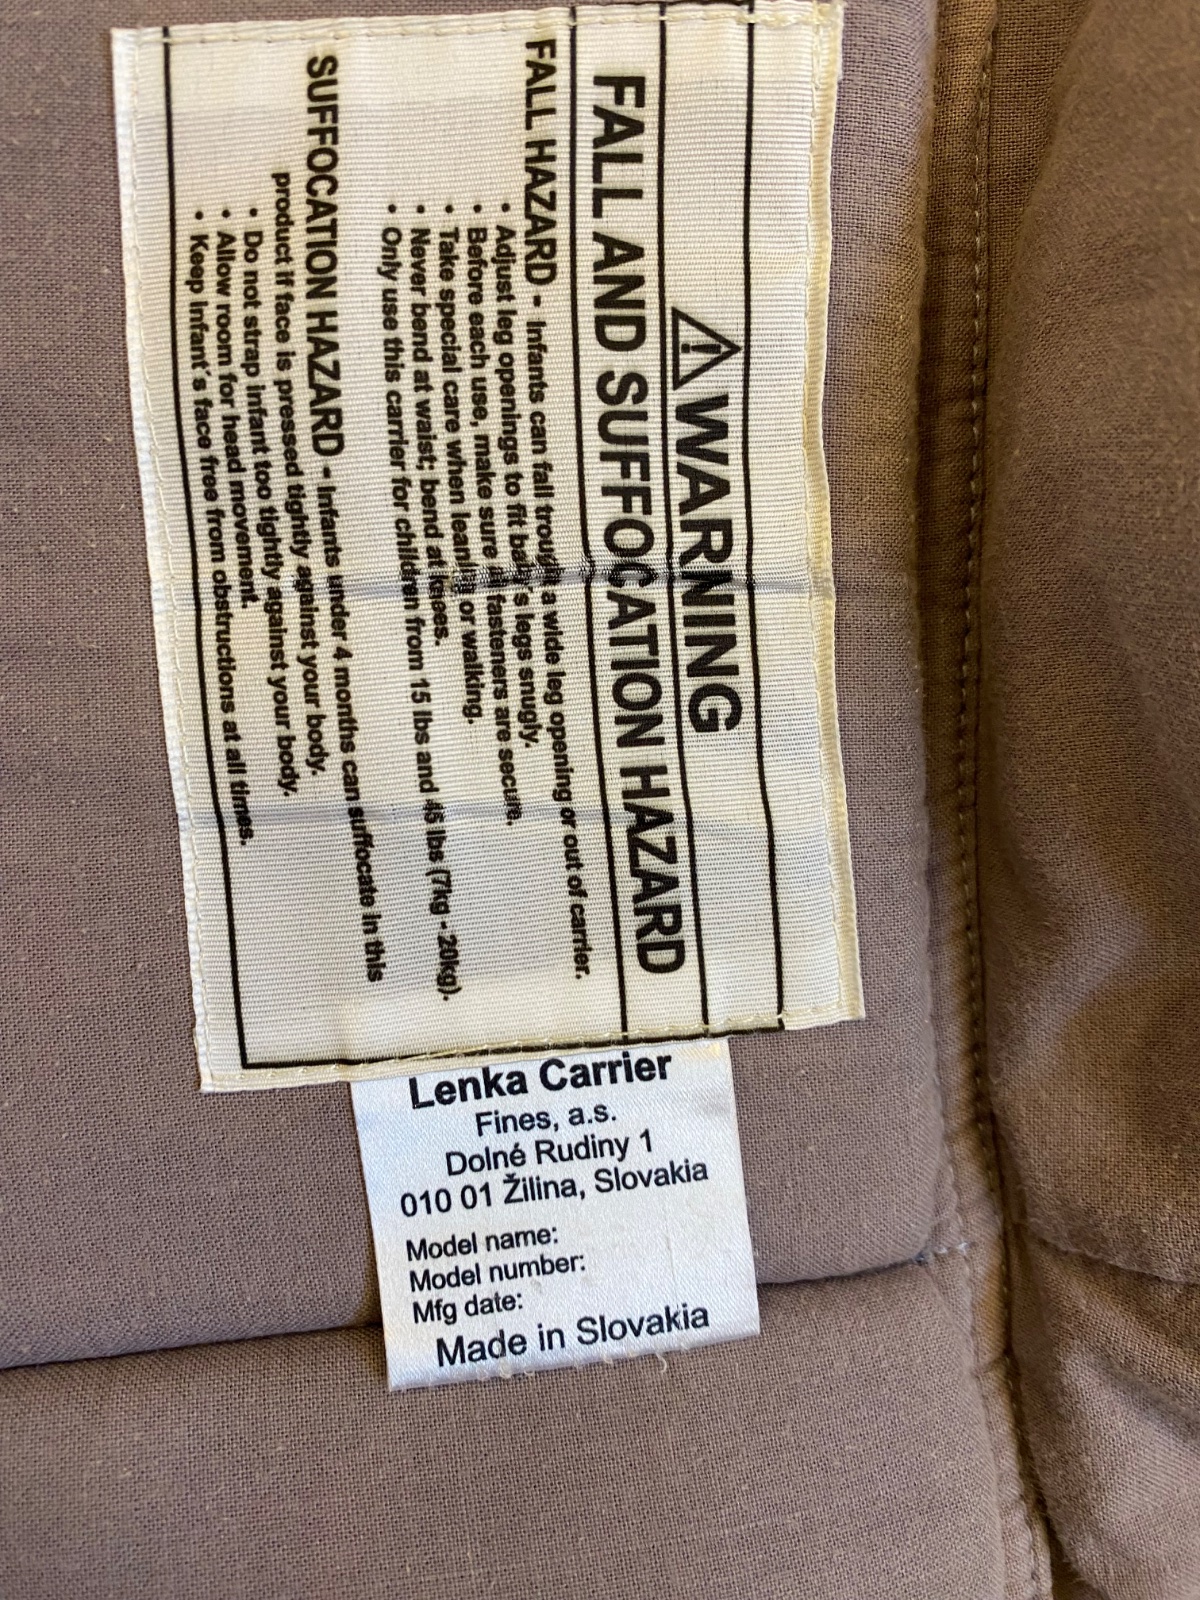 ⚠WARNING
FALL AND SUFFOCATION HAZARD
FALL HAZARD - Infants can fall trought a wide leg opening or out of carrier.
• Adjust leg openings to fit baby's legs snugly.
• Before each use, make sure all fasteners are secure.
• Take special care when leaning or walking.
• Never bend at waist; bend at knees.
• Only use this carrier for children from 15 lbs and 45 lbs (7kg - 20kg).
SUFFOCATION HAZARD - Infants under 4 months can suffocate in this
product if face is pressed tightly against your body.
• Do not strap infant too tightly against your body.
• Allow room for head movement.
• Keep infant's face free from obstructions at all times.
Lenka Carrier
Fines, a.s.
Dolné Rudiny 1
010 01 Žilina, Slovakia
Model name:
Model number:
Mfg date:
Made in Slovakia